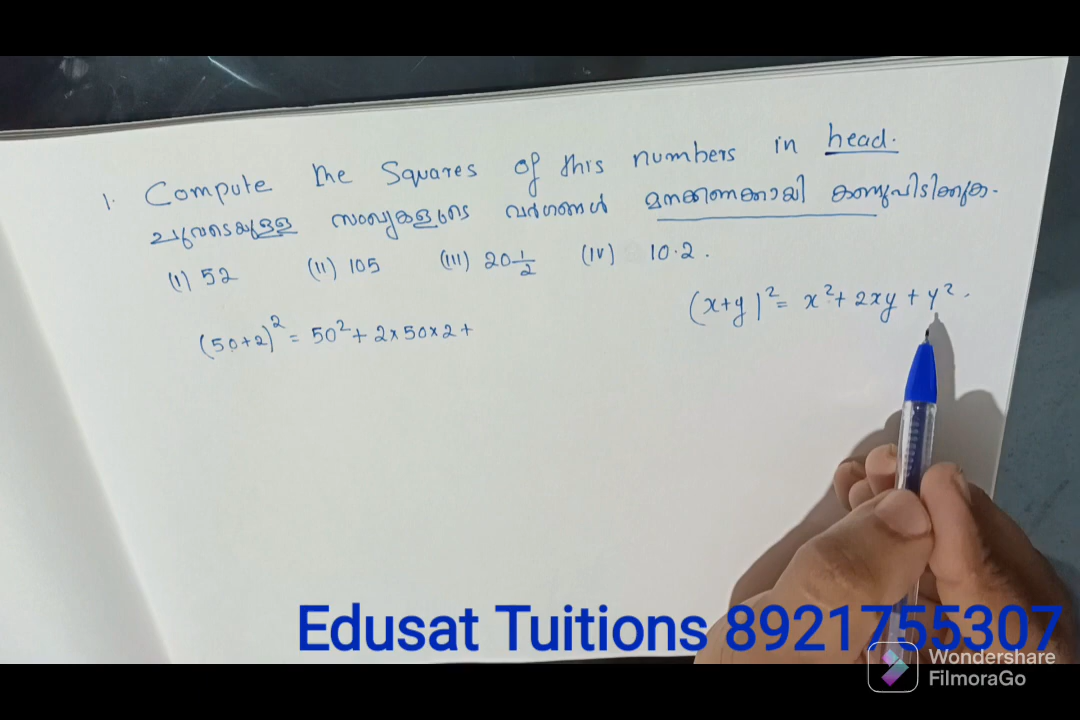 1. Compute the Squares of this numbers in head.
ചുവടെയുള്ള സംഖ്യകളുടെ വർഗങ്ങൾ മനക്കണക്കായി കണ്ടുപിടിക്കുക.
(I) 52 (II) 105 (III) 20 1/2 (IV) 10.2.
(x+y)² = x²+2xy+y².
(50+2)² = 50²+2×50×2+
Edusat Tuitions 8921755307
Wondershare
FilmoraGo